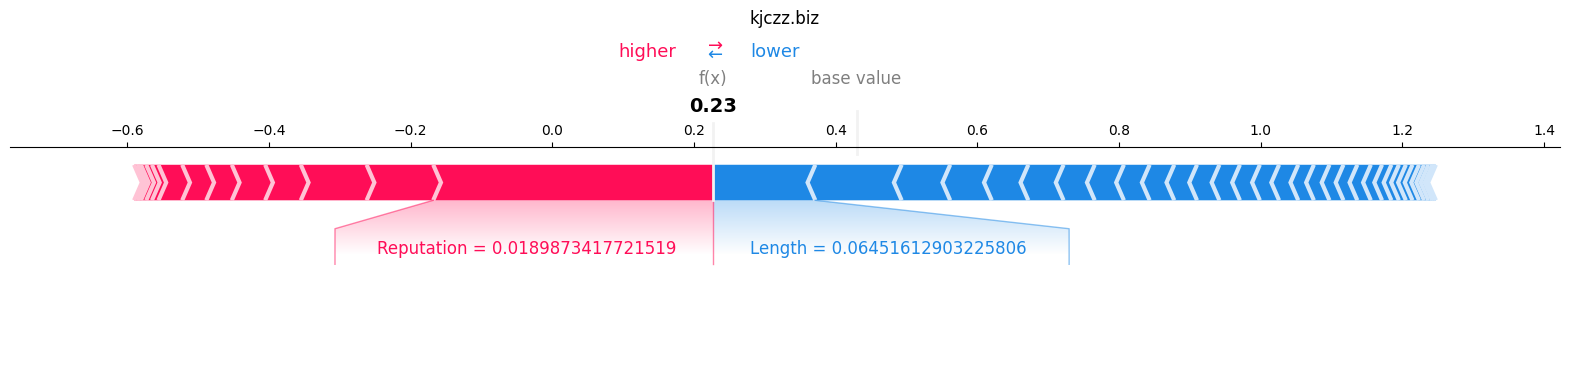 kjczz.biz
higher ⇄ lower
f(x) base value
0.23
−0.6 −0.4 −0.2 0.0 0.2 0.4 0.6 0.8 1.0 1.2 1.4
Reputation = 0.0189873417721519 Length = 0.06451612903225806